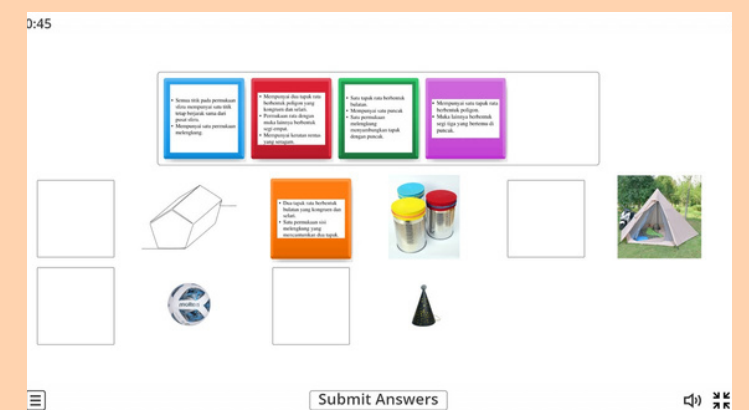 0:45
• Semua titik pada permukaan
sfera mempunyai satu titik
tetap berjarak sama dari
pusat sfera.
• Mempunyai satu permukaan
melengkung.
• Mempunyai dua tapak rata
berbentuk poligon yang
kongruen dan selari.
• Permukaan rata dengan
muka lainnya berbentuk
segi empat.
• Mempunyai keratan rentas
yang seragam.
• Satu tapak rata berbentuk
bulatan.
• Mempunyai satu puncak
• Satu permukaan
melengkung
menyambungkan tapak
dengan puncak.
• Mempunyai satu tapak rata
berbentuk poligon.
• Muka lainnya berbentuk
segi tiga yang bertemu di
puncak.
• Dua tapak rata berbentuk
bulatan yang kongruen dan
selari.
• Satu permukaan sisi
melengkung yang
mencantumkan dua tapak.
molten
Submit Answers